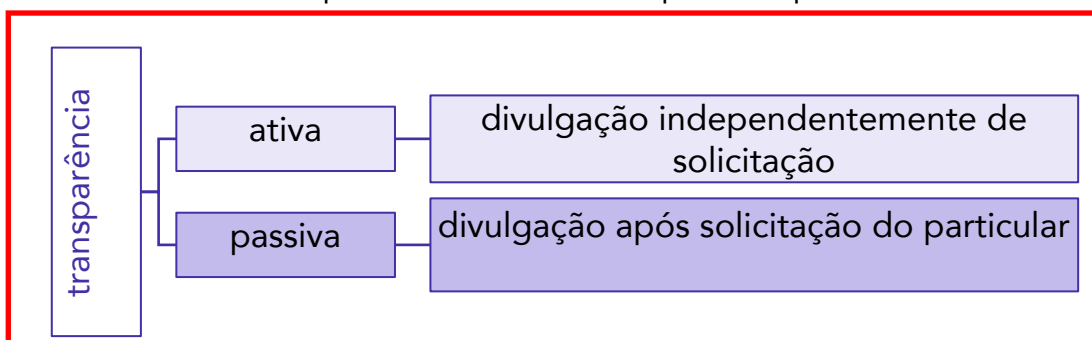 transparência
ativa
divulgação independentemente de
solicitação
passiva
divulgação após solicitação do particular